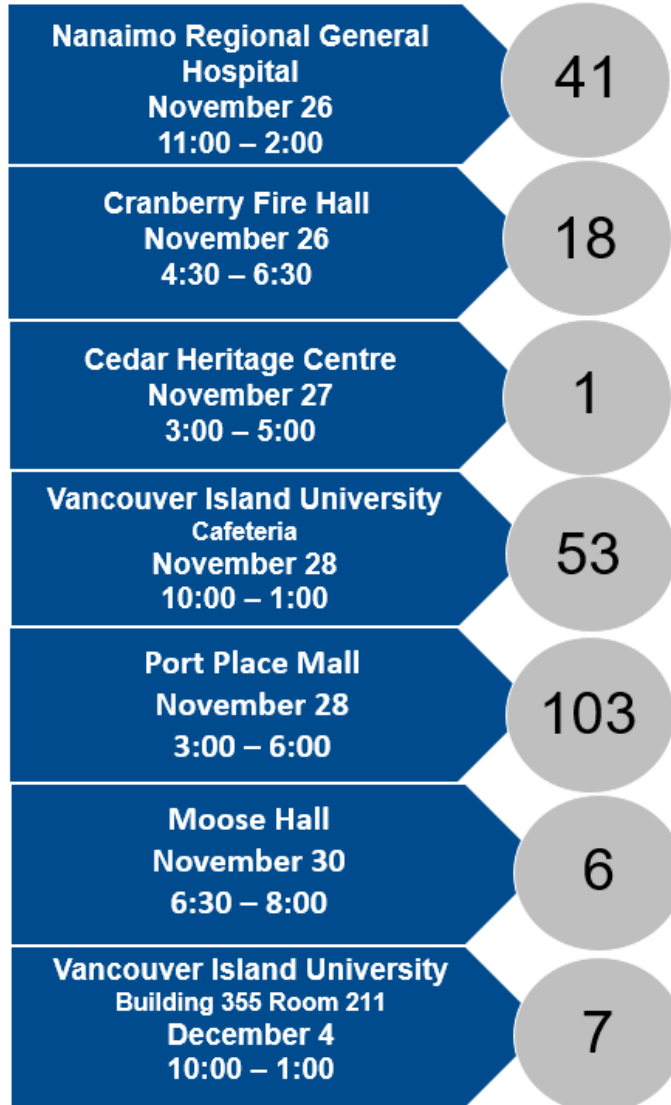 Nanaimo Regional General
Hospital
November 26
11:00 – 2:00
41
Cranberry Fire Hall
November 26
4:30 – 6:30
18
Cedar Heritage Centre
November 27
3:00 – 5:00
1
Vancouver Island University
Cafeteria
November 28
10:00 – 1:00
53
Port Place Mall
November 28
3:00 – 6:00
103
Moose Hall
November 30
6:30 – 8:00
6
Vancouver Island University
Building 355 Room 211
December 4
10:00 – 1:00
7